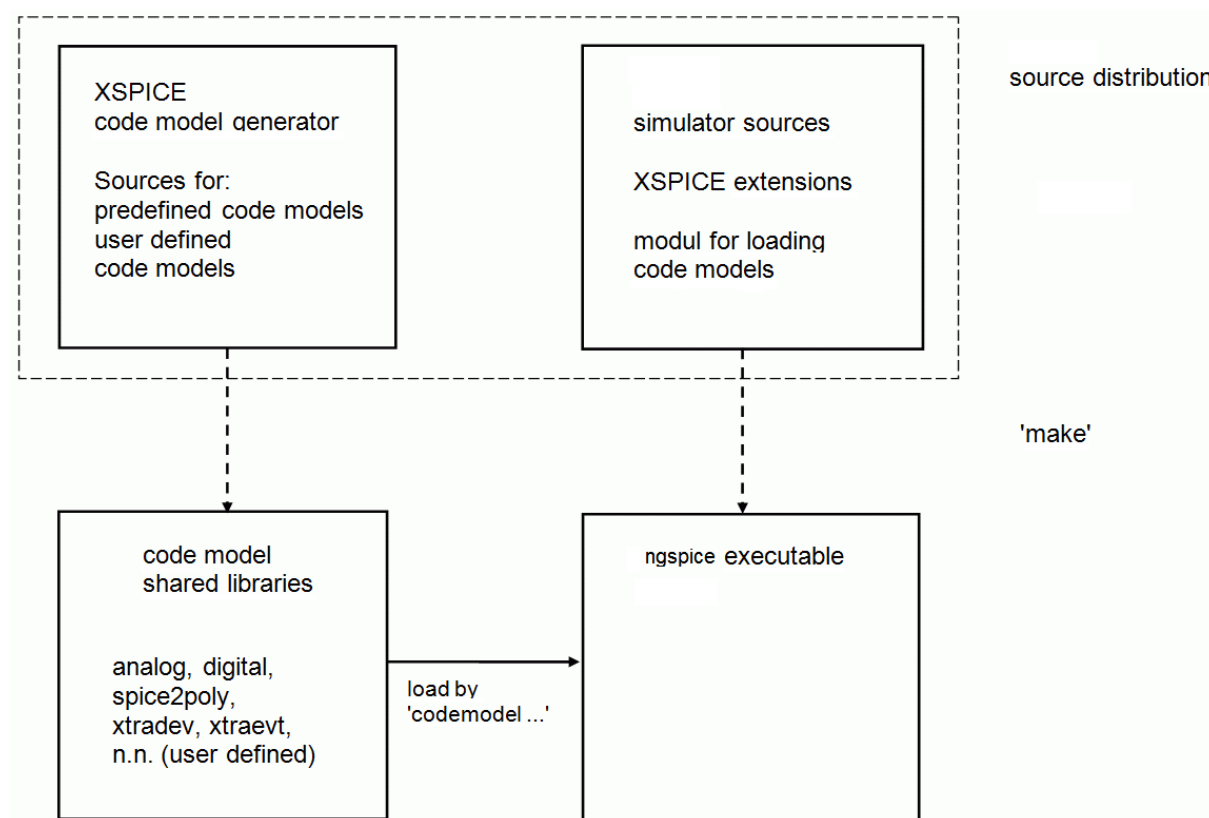 XSPICE
code model generator
Sources for:
predefined code models
user defined
code models
simulator sources
XSPICE extensions
modul for loading
code models
source distribution
'make'
code model
shared libraries
analog, digital,
spice2poly,
xtradev, xtraevt,
n.n. (user defined)
load by
'codemodel ...'
ngspice executable